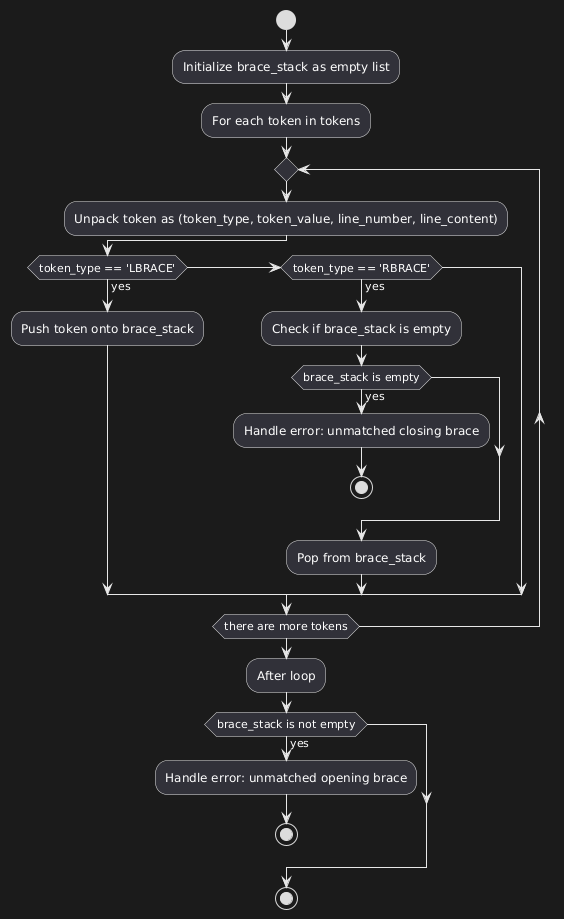 Initialize brace_stack as empty list
For each token in tokens
Unpack token as (token_type, token_value, line_number, line_content)
token_type == 'LBRACE'
token_type == 'RBRACE'
yes
yes
Push token onto brace_stack
Check if brace_stack is empty
brace_stack is empty
yes
Handle error: unmatched closing brace
Pop from brace_stack
there are more tokens
After loop
brace_stack is not empty
yes
Handle error: unmatched opening brace